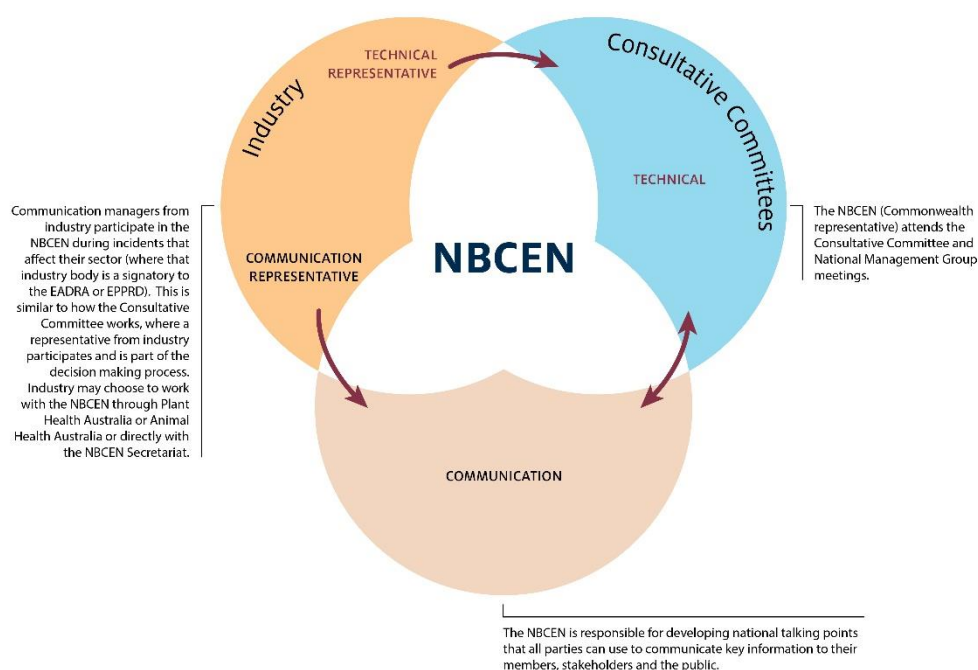 TECHNICAL
REPRESENTATIVE
Industry
Consultative Committees
TECHNICAL
Communication managers from
industry participate in the
NBCEN during incidents that
affect their sector (where that
industry body is a signatory to
the EADRA or EPPRD). This is
similar to how the Consultative
Committee works, where a
representative from industry
participates and is part of the
decision making process.
Industry may choose to work
with the NBCEN through Plant
Health Australia or Animal
Health Australia or directly with
the NBCEN Secretariat.
COMMUNICATION
REPRESENTATIVE
NBCEN
The NBCEN (Commonwealth
representative) attends the
Consultative Committee and
National Management Group
meetings.
COMMUNICATION
The NBCEN is responsible for developing national talking points
that all parties can use to communicate key information to their
members, stakeholders and the public.